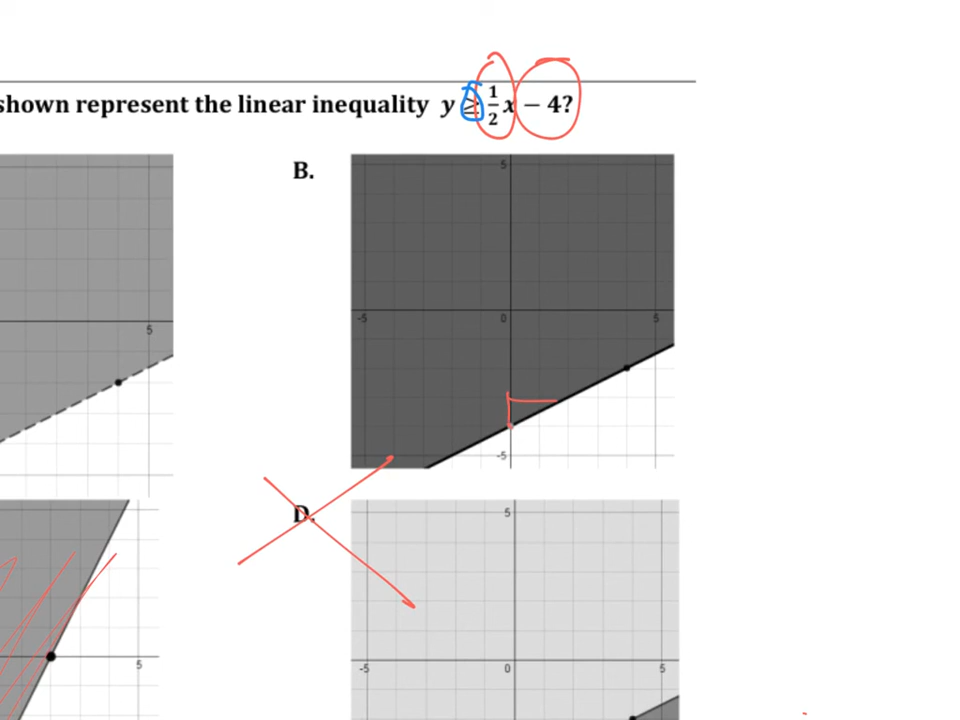 shown represent the linear inequality y ≥ 1/2 x − 4?
B.
5
-5 0 5
-5
5
D.
5
-5 0 5
5